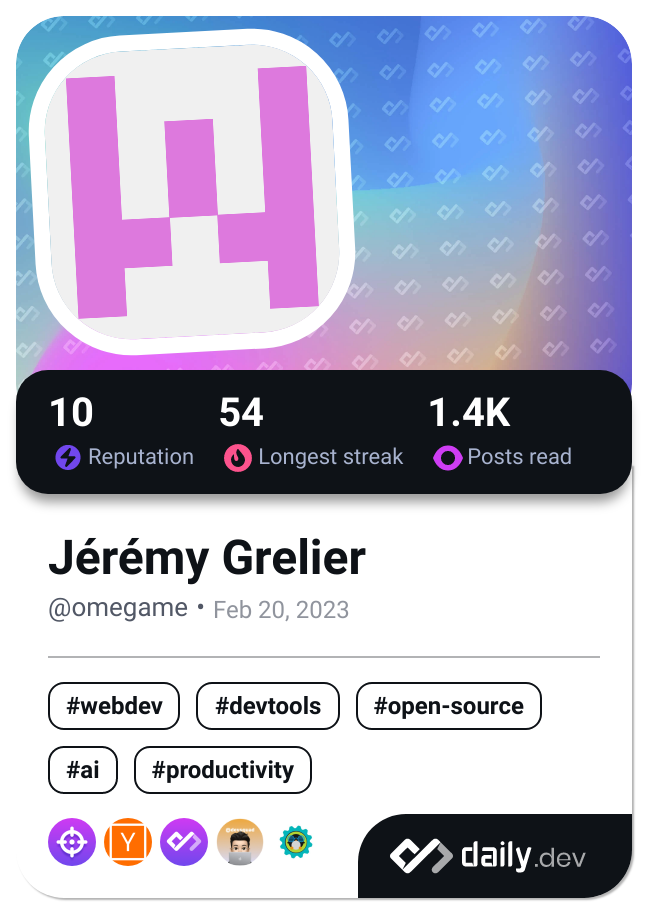 10 54 1.4K
Reputation Longest streak Posts read
Jérémy Grelier
@omegame • Feb 20, 2023
#webdev #devtools #open-source
#ai #productivity
Y
daily.dev